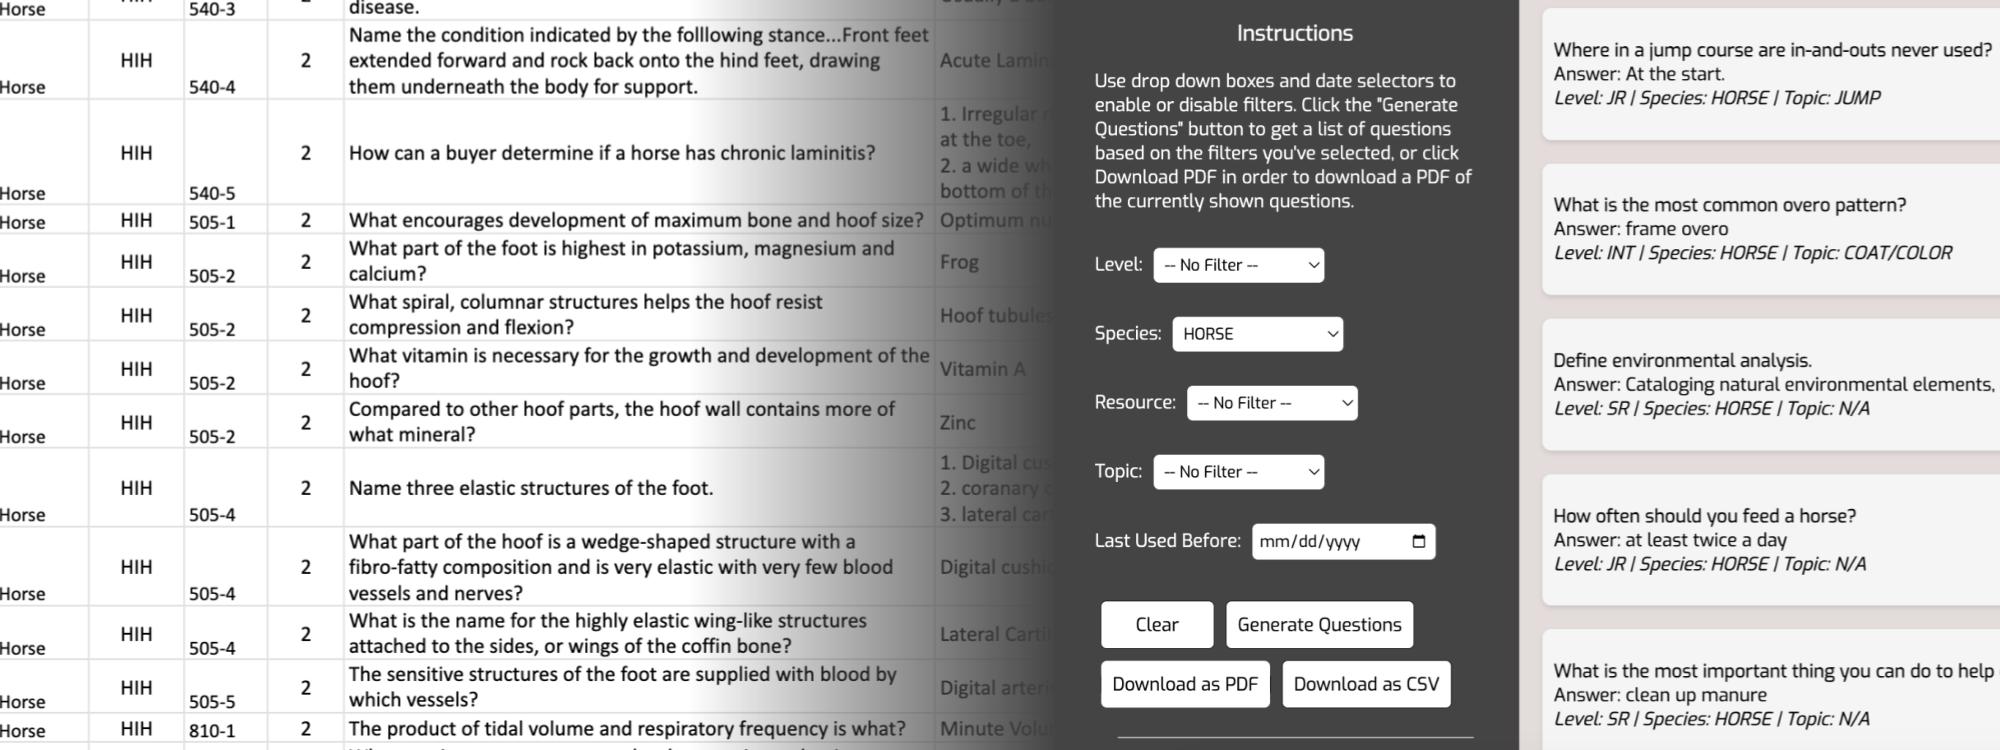 Horse
540-3
2
disease.
Horse
HIH
540-4
2
Name the condition indicated by the folllowing stance...Front feet
extended forward and rock back onto the hind feet, drawing
them underneath the body for support.
Acute
Horse
HIH
540-5
2
How can a buyer determine if a horse has chronic laminitis?
1. Irregular
at the toe,
2. a wide
bottom of
Horse
HIH
505-1
2
What encourages development of maximum bone and hoof size?
Optimum
Horse
HIH
505-2
2
What part of the foot is highest in potassium, magnesium and
calcium?
Frog
Horse
HIH
505-2
2
What spiral, columnar structures helps the hoof resist
compression and flexion?
Hoof tubules
Horse
HIH
505-2
2
What vitamin is necessary for the growth and development of the
hoof?
Vitamin A
Horse
HIH
505-2
2
Compared to other hoof parts, the hoof wall contains more of
what mineral?
Zinc
Horse
HIH
505-4
2
Name three elastic structures of the foot.
1. Digital
2. coranary
3. lateral
Horse
HIH
505-4
2
What part of the hoof is a wedge-shaped structure with a
fibro-fatty composition and is very elastic with very few blood
vessels and nerves?
Digital
Horse
HIH
505-4
2
What is the name for the highly elastic wing-like structures
attached to the sides, or wings of the coffin bone?
Lateral
Horse
HIH
505-5
2
The sensitive structures of the foot are supplied with blood by
which vessels?
Digital
Horse
HIH
810-1
2
The product of tidal volume and respiratory frequency is what?
Minute
Instructions
Use drop down boxes and date selectors to
enable or disable filters. Click the "Generate
Questions" button to get a list of questions
based on the filters you've selected, or click
Download PDF in order to download a PDF of
the currently shown questions.
Level: -- No Filter --
Species: HORSE
Resource: -- No Filter --
Topic: -- No Filter --
Last Used Before: mm/dd/yyyy
Clear
Generate Questions
Download as PDF
Download as CSV
Where in a jump course are in-and-outs never used?
Answer: At the start.
Level: JR | Species: HORSE | Topic: JUMP
What is the most common overo pattern?
Answer: frame overo
Level: INT | Species: HORSE | Topic: COAT/COLOR
Define environmental analysis.
Answer: Cataloging natural environmental elements,
Level: SR | Species: HORSE | Topic: N/A
How often should you feed a horse?
Answer: at least twice a day
Level: JR | Species: HORSE | Topic: N/A
What is the most important thing you can do to help
Answer: clean up manure
Level: SR | Species: HORSE | Topic: N/A